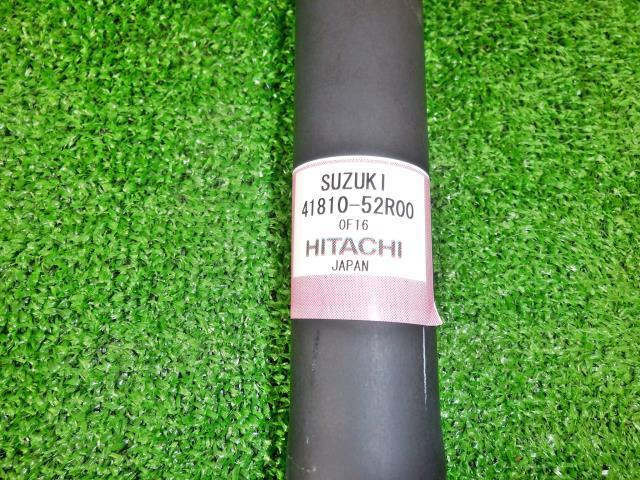 SUZUKI
41810-52R00
0F16
HITACHI
JAPAN